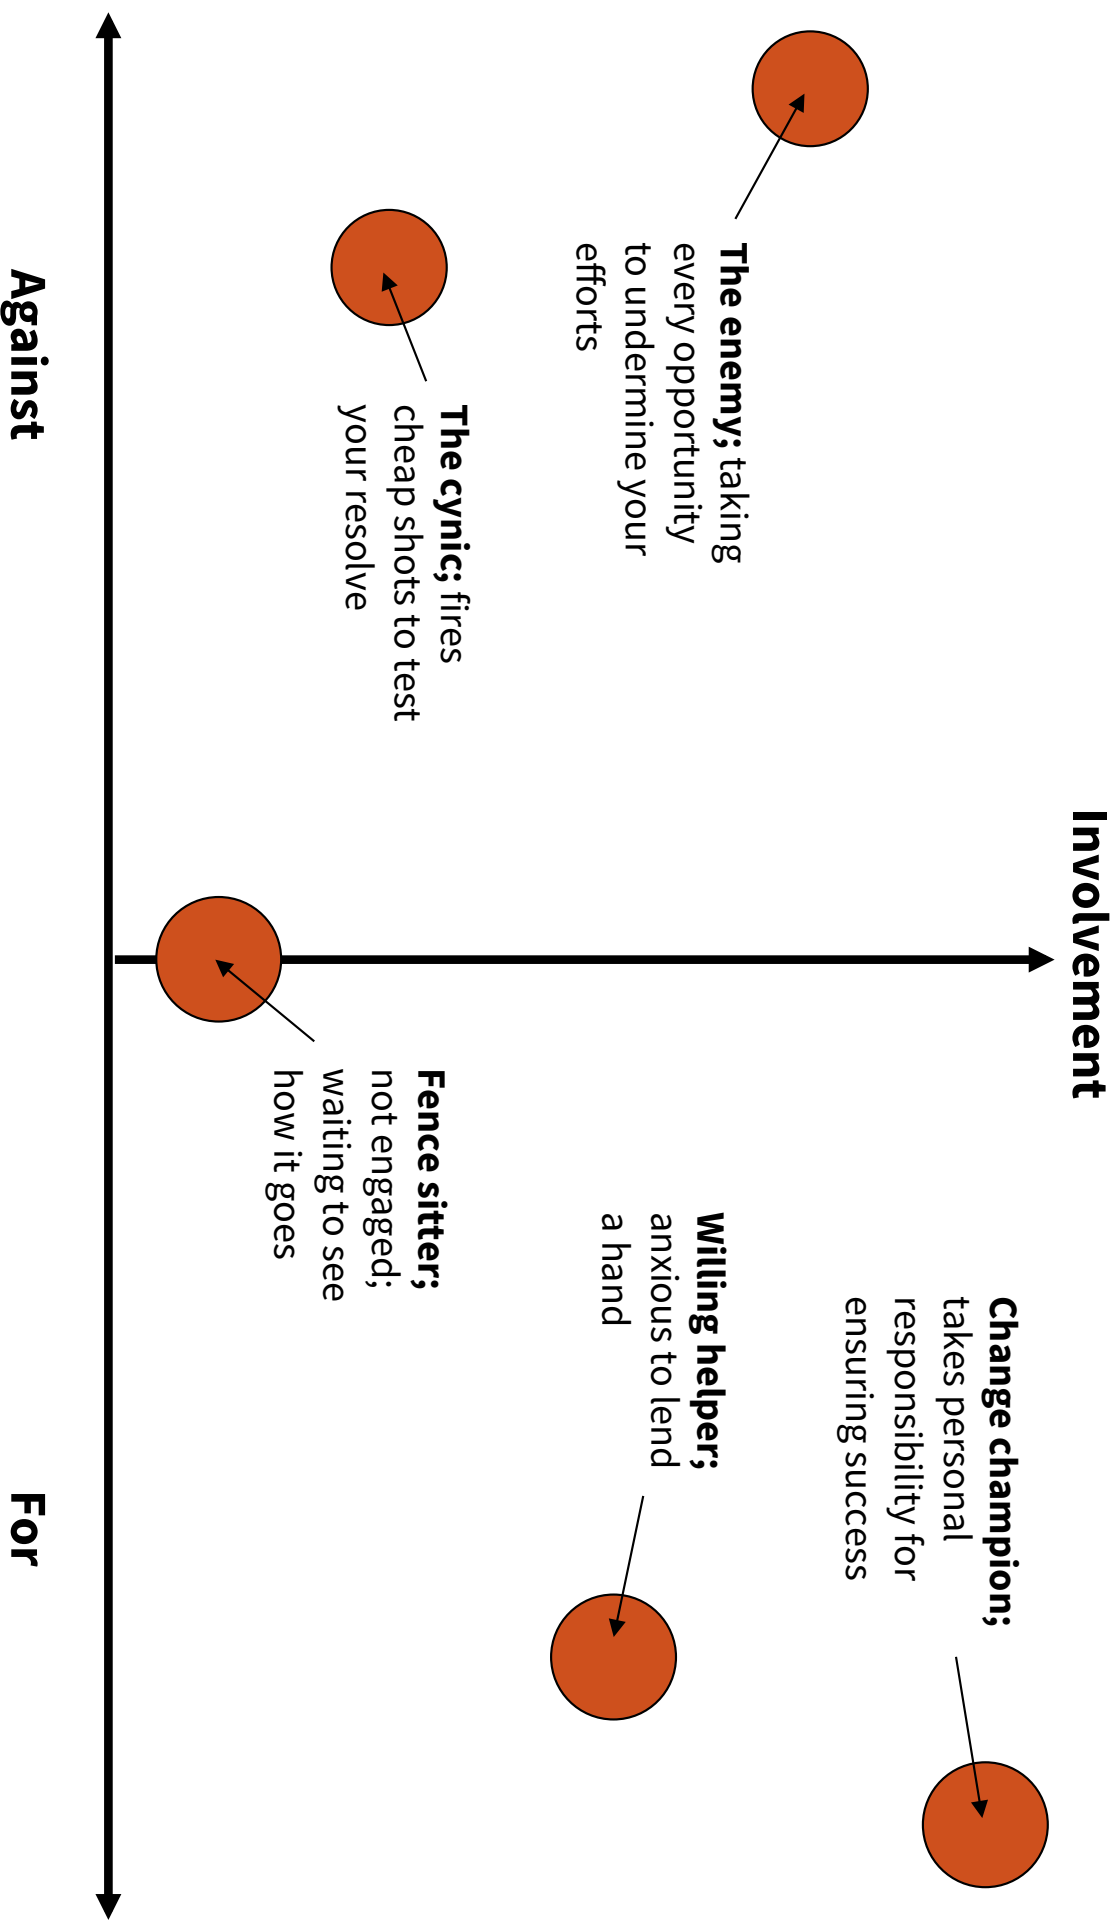 Involvement
Change champion;
takes personal
responsibility for
ensuring success
The enemy; taking
every opportunity
to undermine your
efforts
Willing helper;
anxious to lend
a hand
The cynic; fires
cheap shots to test
your resolve
Fence sitter;
not engaged;
waiting to see
how it goes
Against
For